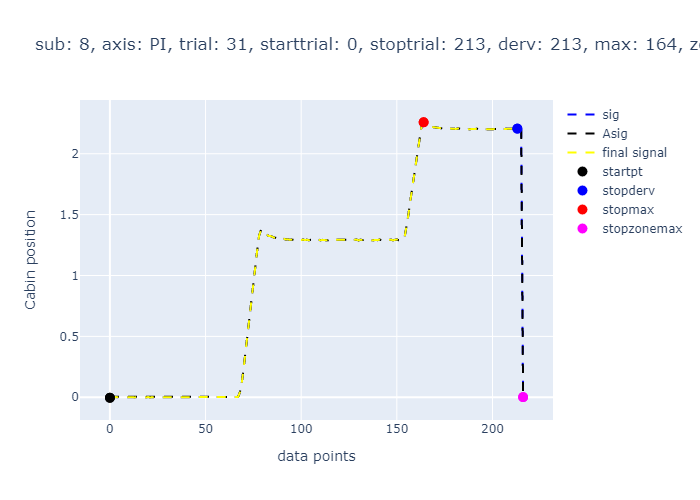 sub: 8, axis: PI, trial: 31, starttrial: 0, stoptrial: 213, derv: 213, max: 164,
sig
Asig
final signal
startpt
stopderv
stopmax
stopzonemax
Cabin position
2
1.5
1
0.5
0
0
50
100
150
200
data points